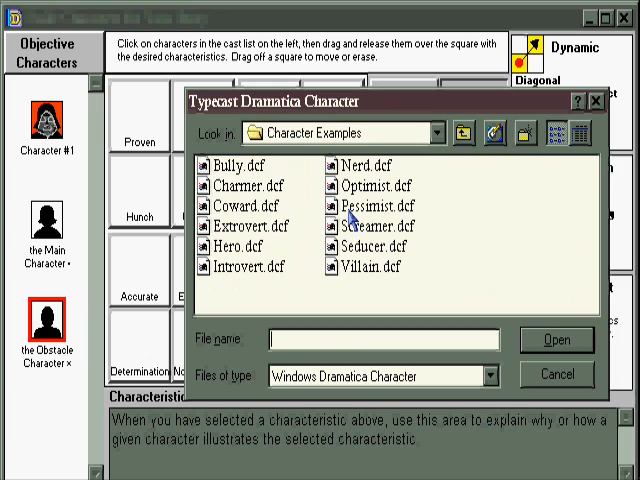 Objective
Characters
Click on characters in the cast list on the left, then drag and release them over the square with
the desired characteristics. Drag off a square to move or erase.
Dynamic
Diagonal
Character #1
the Main
Character •
the Obstacle
Character ×
Proven
Hunch
Accurate
Determination
Typecast Dramatica Character
Look in:
Character Examples
Bully.dcf
Nerd.dcf
Charmer.dcf
Optimist.dcf
Coward.dcf
Pessimist.dcf
Extrovert.dcf
Screamer.dcf
Hero.dcf
Seducer.dcf
Introvert.dcf
Villain.dcf
File name
Open
Files of type
Windows Dramatica Character
Cancel
When you have selected a characteristic above, use this area to explain why or how a
given character illustrates the selected characteristic.